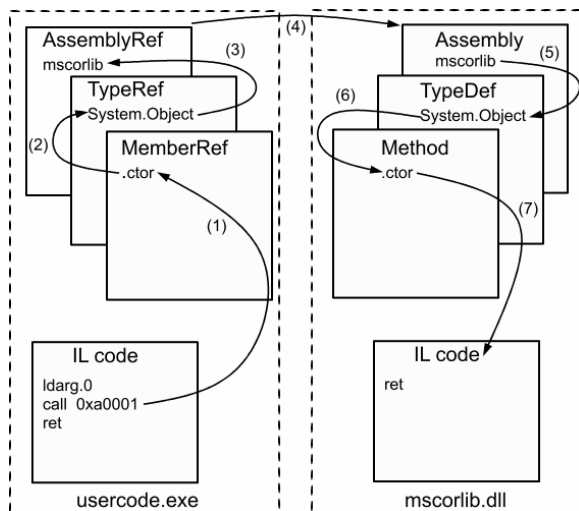 AssemblyRef
mscorlib
(3)
TypeRef
System.Object
(2)
MemberRef
.ctor
(1)
IL code
ldarg.0
call 0xa0001
ret
usercode.exe
(4)
Assembly
mscorlib
(5)
TypeDef
(6)
System.Object
Method
.ctor
(7)
IL code
ret
mscorlib.dll